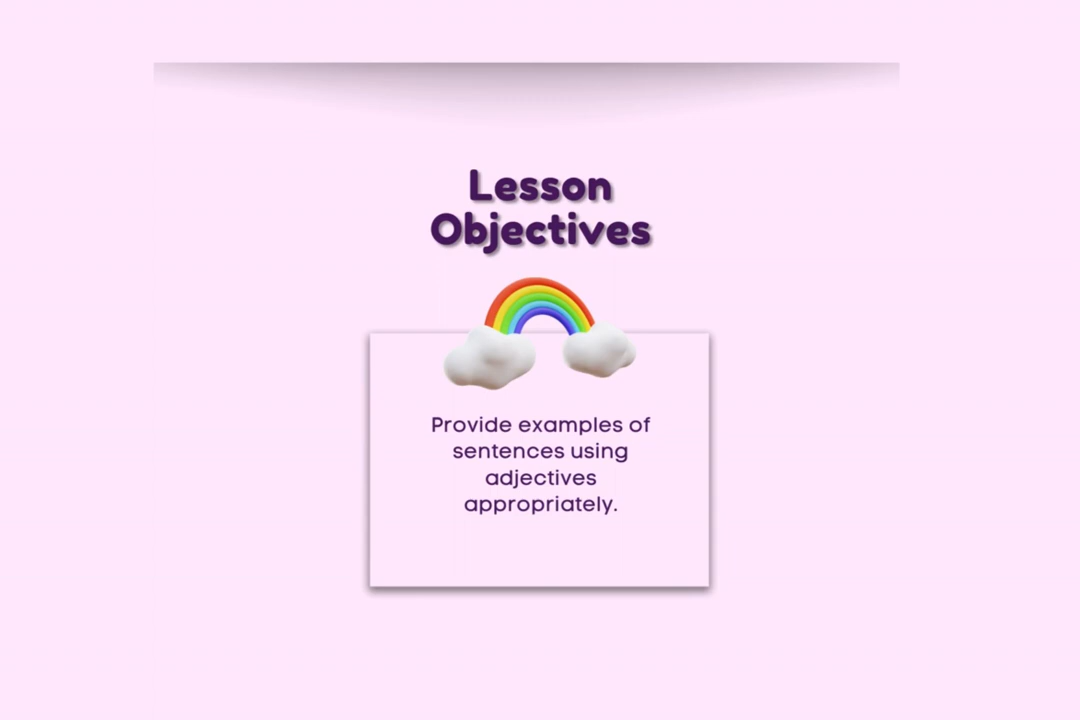 Lesson
Objectives
Provide examples of
sentences using
adjectives
appropriately.